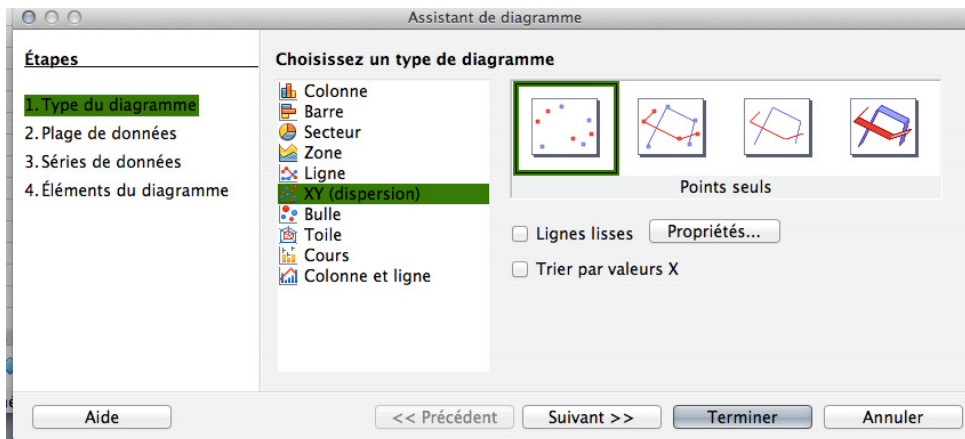 Assistant de diagramme
Étapes
1. Type du diagramme
2. Plage de données
3. Séries de données
4. Éléments du diagramme
Choisissez un type de diagramme
Colonne
Barre
Secteur
Zone
Ligne
XY (dispersion)
Bulle
Toile
Cours
Colonne et ligne
Points seuls
Lignes lisses
Propriétés...
Trier par valeurs X
Aide
<< Précédent
Suivant >>
Terminer
Annuler